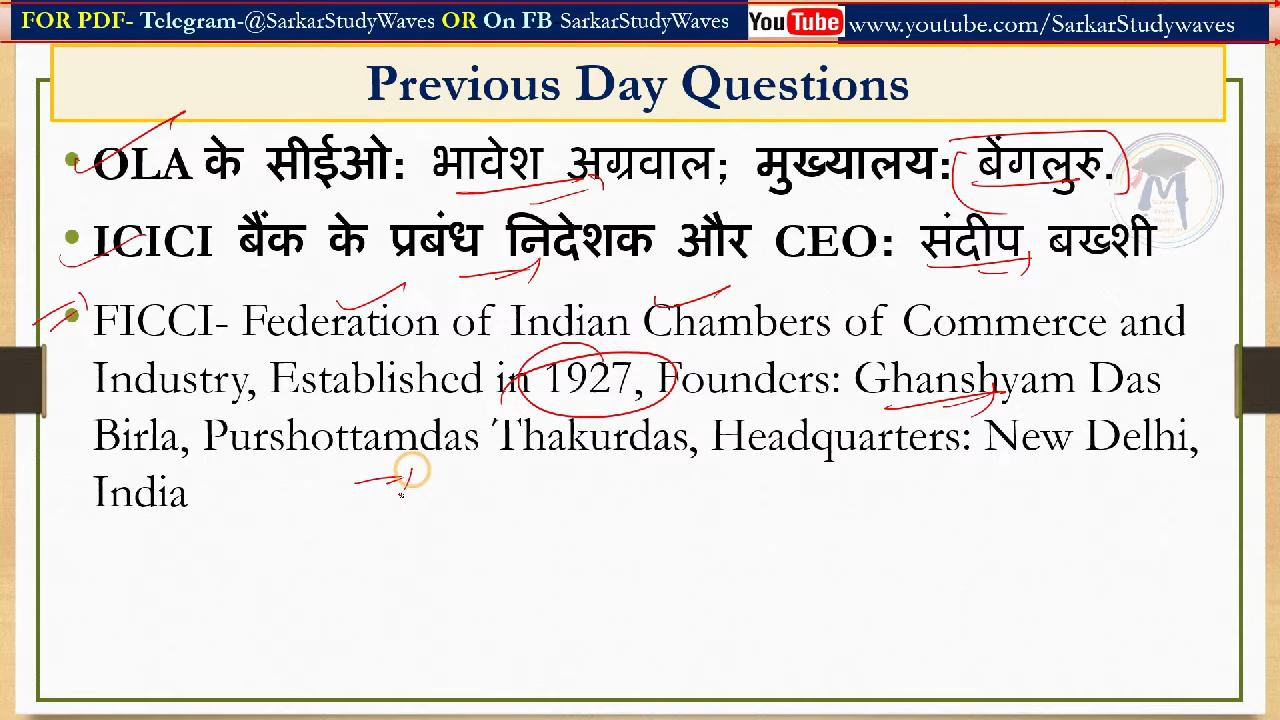 FOR PDF- Telegram-@SarkarStudyWaves OR On FB-SarkarStudyWaves YouTube www.youtube.com/SarkarStudywaves
Previous Day Questions
• OLA के सीईओ: भावेश अग्रवाल; मुख्यालय: बेंगलुरु.
• ICICI बैंक के प्रबंध निदेशक और CEO: संदीप बख्शी
• FICCI- Federation of Indian Chambers of Commerce and
Industry, Established in 1927, Founders: Ghanshyam Das
Birla, Purshottamdas Thakurdas, Headquarters: New Delhi,
India